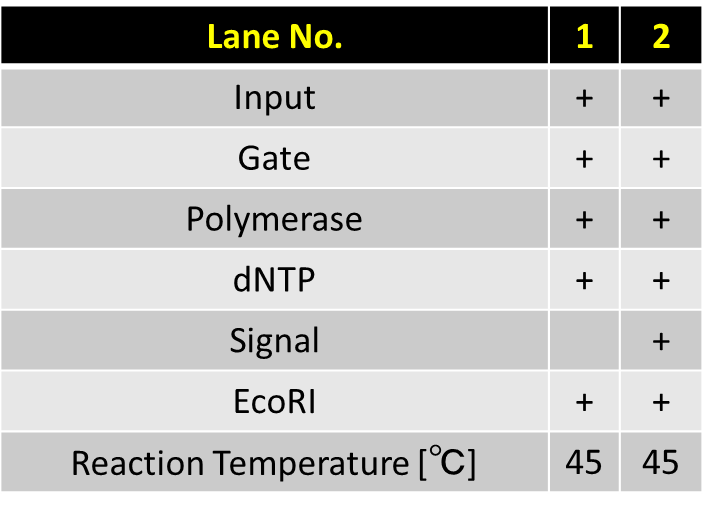 Lane No. 1 2
Input + +
Gate + +
Polymerase + +
dNTP + +
Signal +
EcoRI + +
Reaction Temperature [℃] 45 45